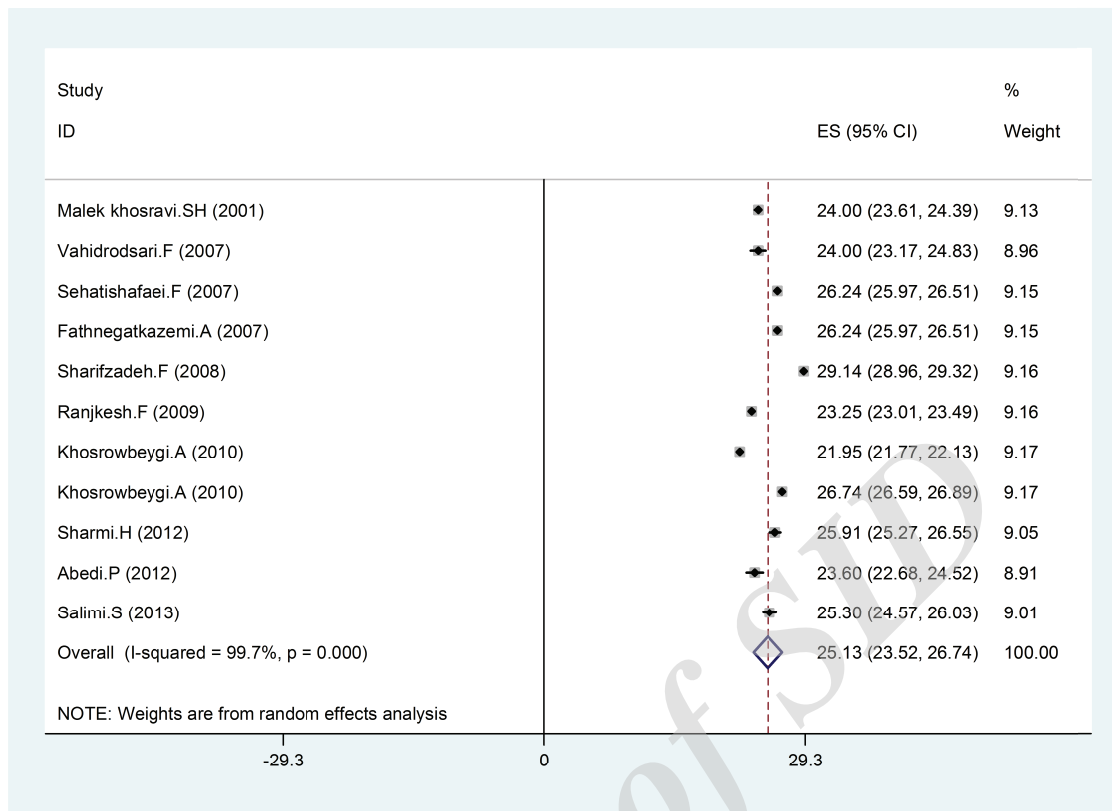 Study %
ID ES (95% CI) Weight
Malek khosravi.SH (2001) 24.00 (23.61, 24.39) 9.13
Vahidrodsari.F (2007) 24.00 (23.17, 24.83) 8.96
Sehatishafaei.F (2007) 26.24 (25.97, 26.51) 9.15
Fathnegatkazemi.A (2007) 26.24 (25.97, 26.51) 9.15
Sharifzadeh.F (2008) 29.14 (28.96, 29.32) 9.16
Ranjkesh.F (2009) 23.25 (23.01, 23.49) 9.16
Khosrowbeygi.A (2010) 21.95 (21.77, 22.13) 9.17
Khosrowbeygi.A (2010) 26.74 (26.59, 26.89) 9.17
Sharmi.H (2012) 25.91 (25.27, 26.55) 9.05
Abedi.P (2012) 23.60 (22.68, 24.52) 8.91
Salimi.S (2013) 25.30 (24.57, 26.03) 9.01
Overall (I-squared = 99.7%, p = 0.000) 25.13 (23.52, 26.74) 100.00
NOTE: Weights are from random effects analysis
-29.3 0 29.3
of SID